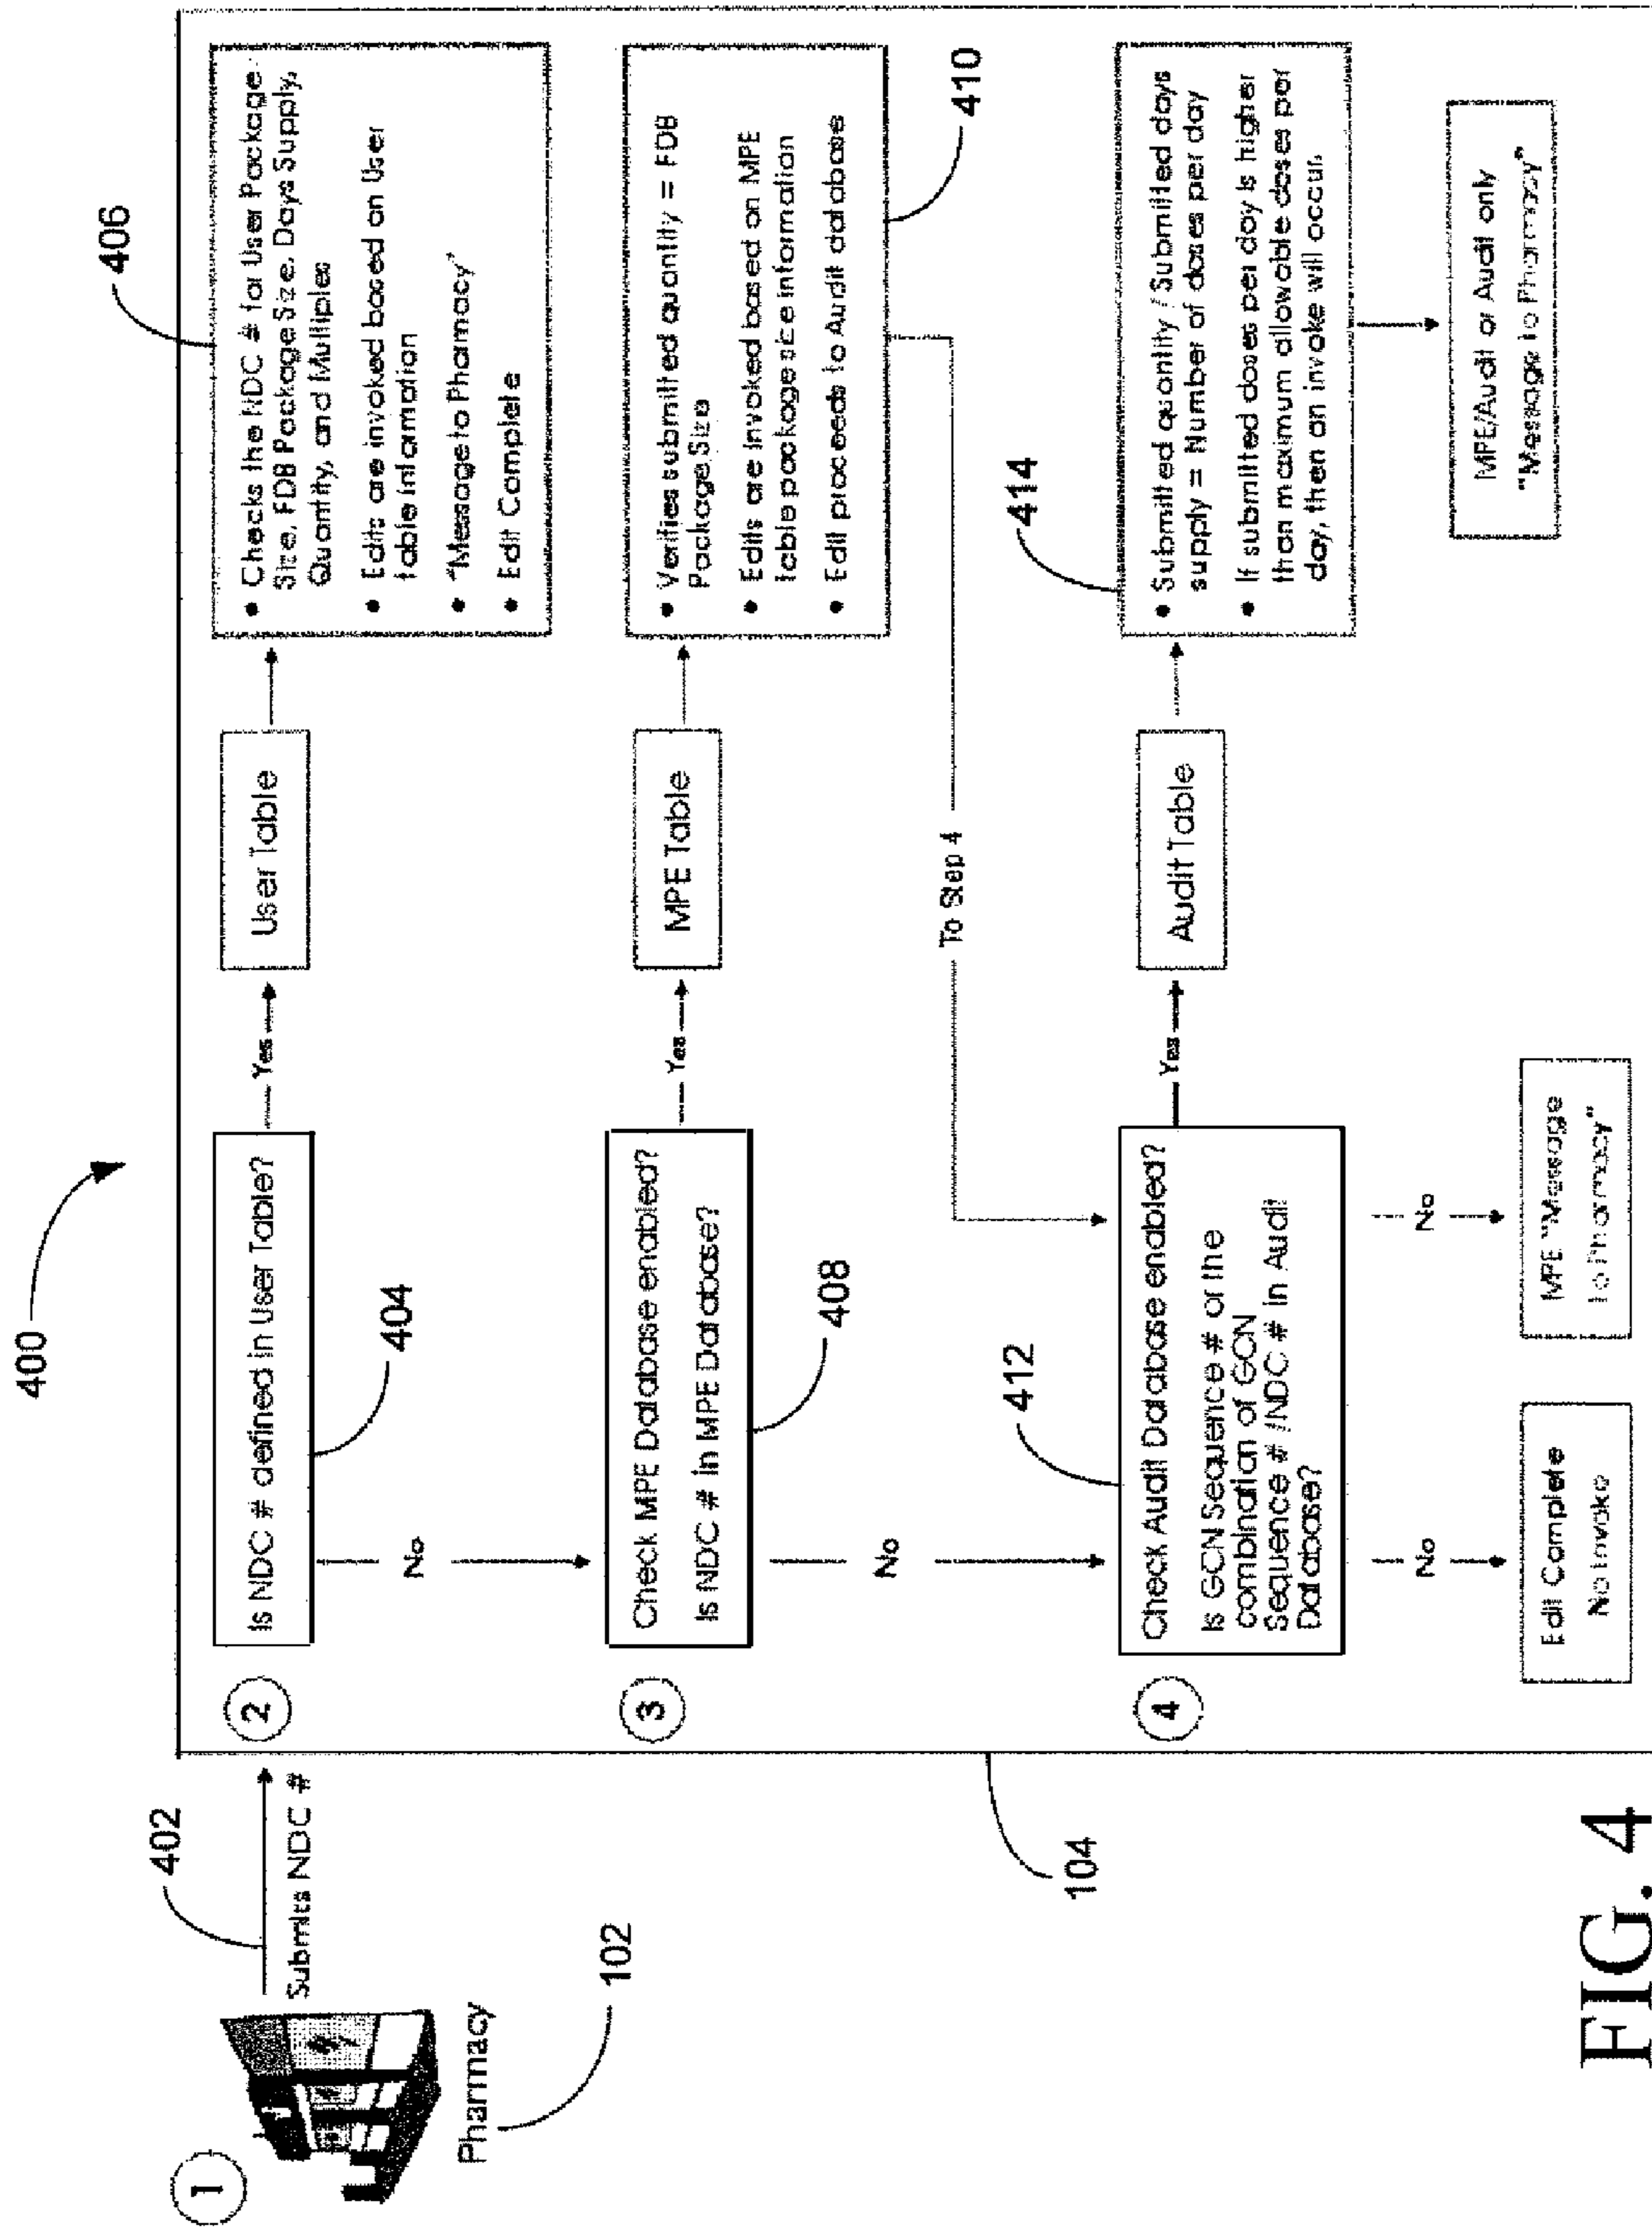 400
1
Pharmacy
102
402
Submits NDC #
104
2
Is NDC # defined in User Table?
404
Yes
User Table
406
• Checks the NDC # for User Package
Size, FDB Package Size, Days Supply,
Quantity, and Multiples
• Edits are invoked based on User
table information
• "Message to Pharmacy"
• Edit Complete
No
3
Check MPE Database enabled?
Is NDC # in MPE Database?
408
Yes
MPE Table
• Verifies submitted quantity = FDB
Package Size
• Edits are invoked based on MPE
table package size information
• Edit proceeds to Audit database
410
No
To Step 4
4
412
Check Audit Database enabled?
Is GCN Sequence # or the
combination of GCN
Sequence # /NDC # in Audit
Database?
Yes
Audit Table
414
• Submitted quantity / Submitted days
supply = Number of doses per day
• If submitted doses per day is higher
than maximum allowable doses per
day, then an invoke will occur.
No
No
Edit Complete
No Invoke
MPE "Message
to Pharmacy"
MPE/Audit or Audit only
"Message to Pharmacy"
FIG. 4